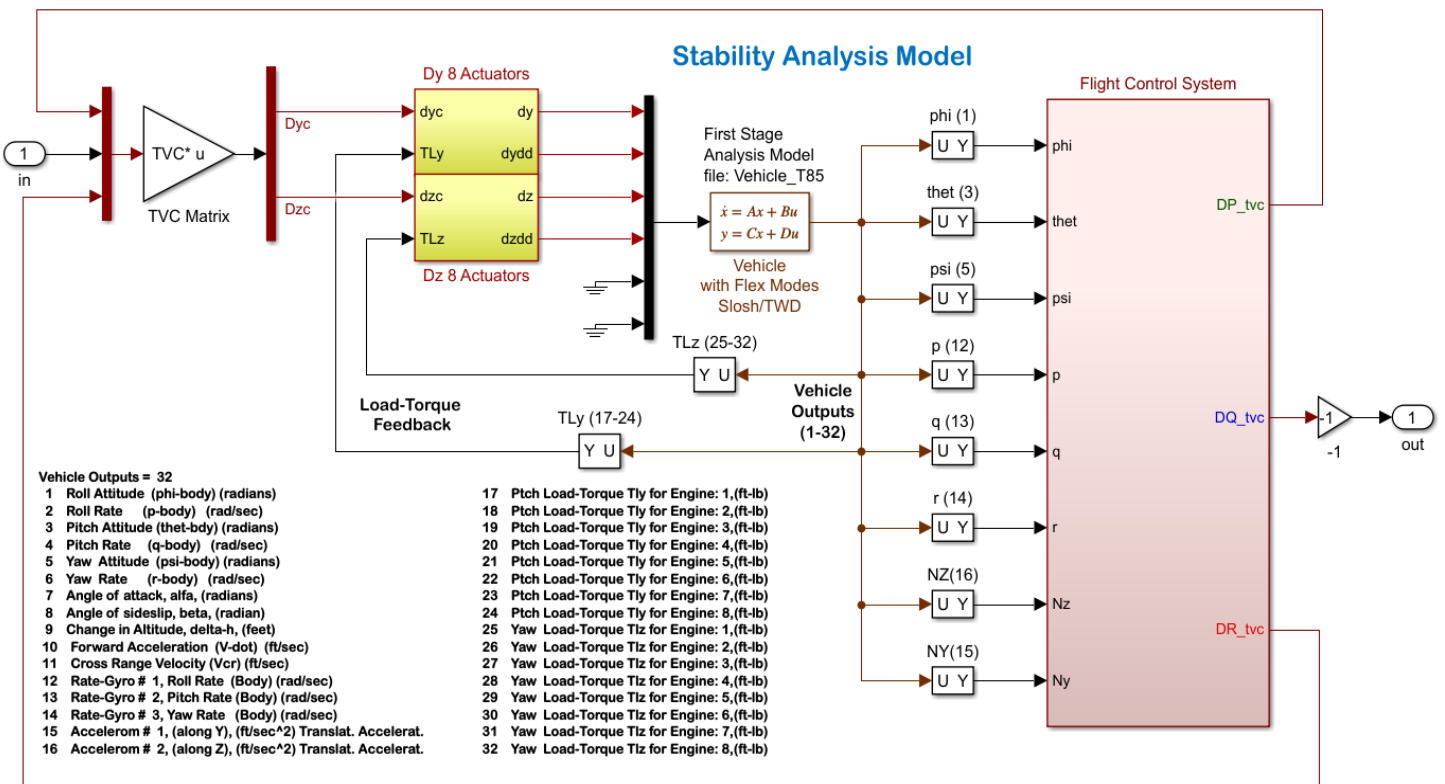 Stability Analysis Model
Dy 8 Actuators
Flight Control System
dyc
dy
TLy
dydd
dzc
dz
TLz
dzdd
Dz 8 Actuators
1
in
TVC* u
TVC Matrix
Dyc
Dzc
First Stage
Analysis Model
file: Vehicle_T85
ẋ = Ax + Bu
y = Cx + Du
Vehicle
with Flex Modes
Slosh/TWD
phi (1)
U Y
phi
thet (3)
U Y
thet
psi (5)
U Y
psi
p (12)
U Y
p
q (13)
U Y
q
r (14)
U Y
r
NZ(16)
U Y
Nz
NY(15)
U Y
Ny
DP_tvc
DQ_tvc
DR_tvc
-1
-1
1
out
TLz (25-32)
Y U
TLy (17-24)
Y U
Load-Torque
Feedback
Vehicle
Outputs
(1-32)
Vehicle Outputs = 32
1 Roll Attitude (phi-body) (radians)
2 Roll Rate (p-body) (rad/sec)
3 Pitch Attitude (thet-bdy) (radians)
4 Pitch Rate (q-body) (rad/sec)
5 Yaw Attitude (psi-body) (radians)
6 Yaw Rate (r-body) (rad/sec)
7 Angle of attack, alfa, (radians)
8 Angle of sideslip, beta, (radian)
9 Change in Altitude, delta-h, (feet)
10 Forward Acceleration (V-dot) (ft/sec)
11 Cross Range Velocity (Vcr) (ft/sec)
12 Rate-Gyro # 1, Roll Rate (Body) (rad/sec)
13 Rate-Gyro # 2, Pitch Rate (Body) (rad/sec)
14 Rate-Gyro # 3, Yaw Rate (Body) (rad/sec)
15 Accelerom # 1, (along Y), (ft/sec^2) Translat. Accelerat.
16 Accelerom # 2, (along Z), (ft/sec^2) Translat. Accelerat.
17 Ptch Load-Torque Tly for Engine: 1,(ft-lb)
18 Ptch Load-Torque Tly for Engine: 2,(ft-lb)
19 Ptch Load-Torque Tly for Engine: 3,(ft-lb)
20 Ptch Load-Torque Tly for Engine: 4,(ft-lb)
21 Ptch Load-Torque Tly for Engine: 5,(ft-lb)
22 Ptch Load-Torque Tly for Engine: 6,(ft-lb)
23 Ptch Load-Torque Tly for Engine: 7,(ft-lb)
24 Ptch Load-Torque Tly for Engine: 8,(ft-lb)
25 Yaw Load-Torque Tlz for Engine: 1,(ft-lb)
26 Yaw Load-Torque Tlz for Engine: 2,(ft-lb)
27 Yaw Load-Torque Tlz for Engine: 3,(ft-lb)
28 Yaw Load-Torque Tlz for Engine: 4,(ft-lb)
29 Yaw Load-Torque Tlz for Engine: 5,(ft-lb)
30 Yaw Load-Torque Tlz for Engine: 6,(ft-lb)
31 Yaw Load-Torque Tlz for Engine: 7,(ft-lb)
32 Yaw Load-Torque Tlz for Engine: 8,(ft-lb)